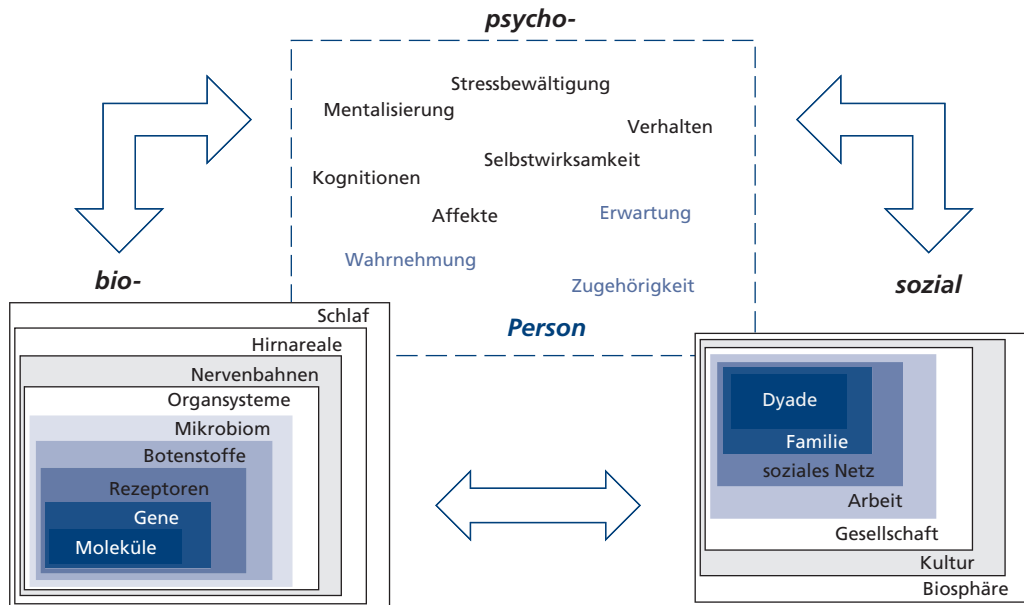 psycho-
Stressbewältigung
Mentalisierung
Verhalten
Selbstwirksamkeit
Kognitionen
Affekte
Erwartung
Wahrnehmung
Zugehörigkeit
Person
bio-
Schlaf
Hirnareale
Nervenbahnen
Organsysteme
Mikrobiom
Botenstoffe
Rezeptoren
Gene
Moleküle
sozial
Dyade
Familie
soziales Netz
Arbeit
Gesellschaft
Kultur
Biosphäre